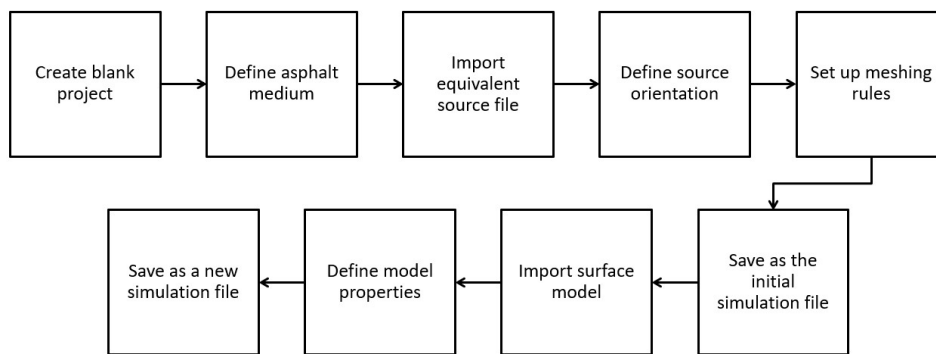 Create blank
project
Define asphalt
medium
Import
equivalent
source file
Define source
orientation
Set up meshing
rules
Save as the
initial
simulation file
Import surface
model
Define model
properties
Save as a new
simulation file